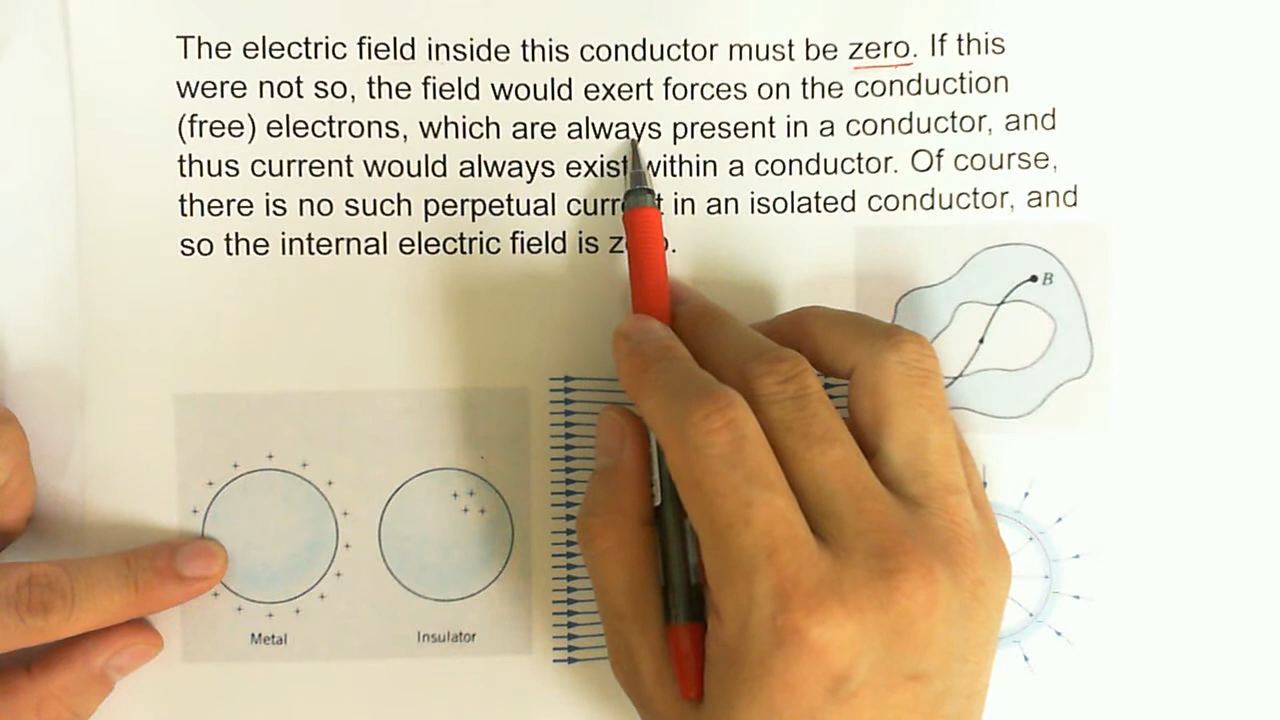 The electric field inside this conductor must be zero. If this
were not so, the field would exert forces on the conduction
(free) electrons, which are always present in a conductor, and
thus current would always exist within a conductor. Of course,
there is no such perpetual current in an isolated conductor, and
so the internal electric field is zero.
B
Metal
Insulator